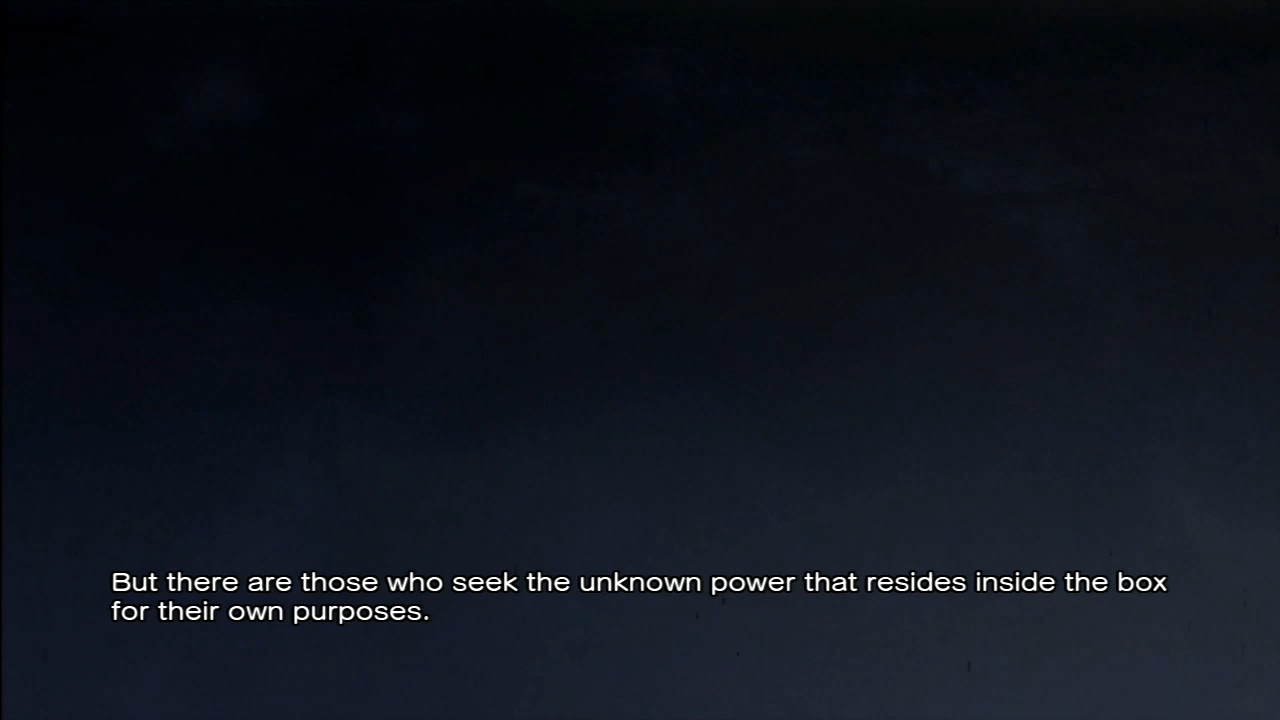 But there are those who seek the unknown power that resides inside the box
for their own purposes.